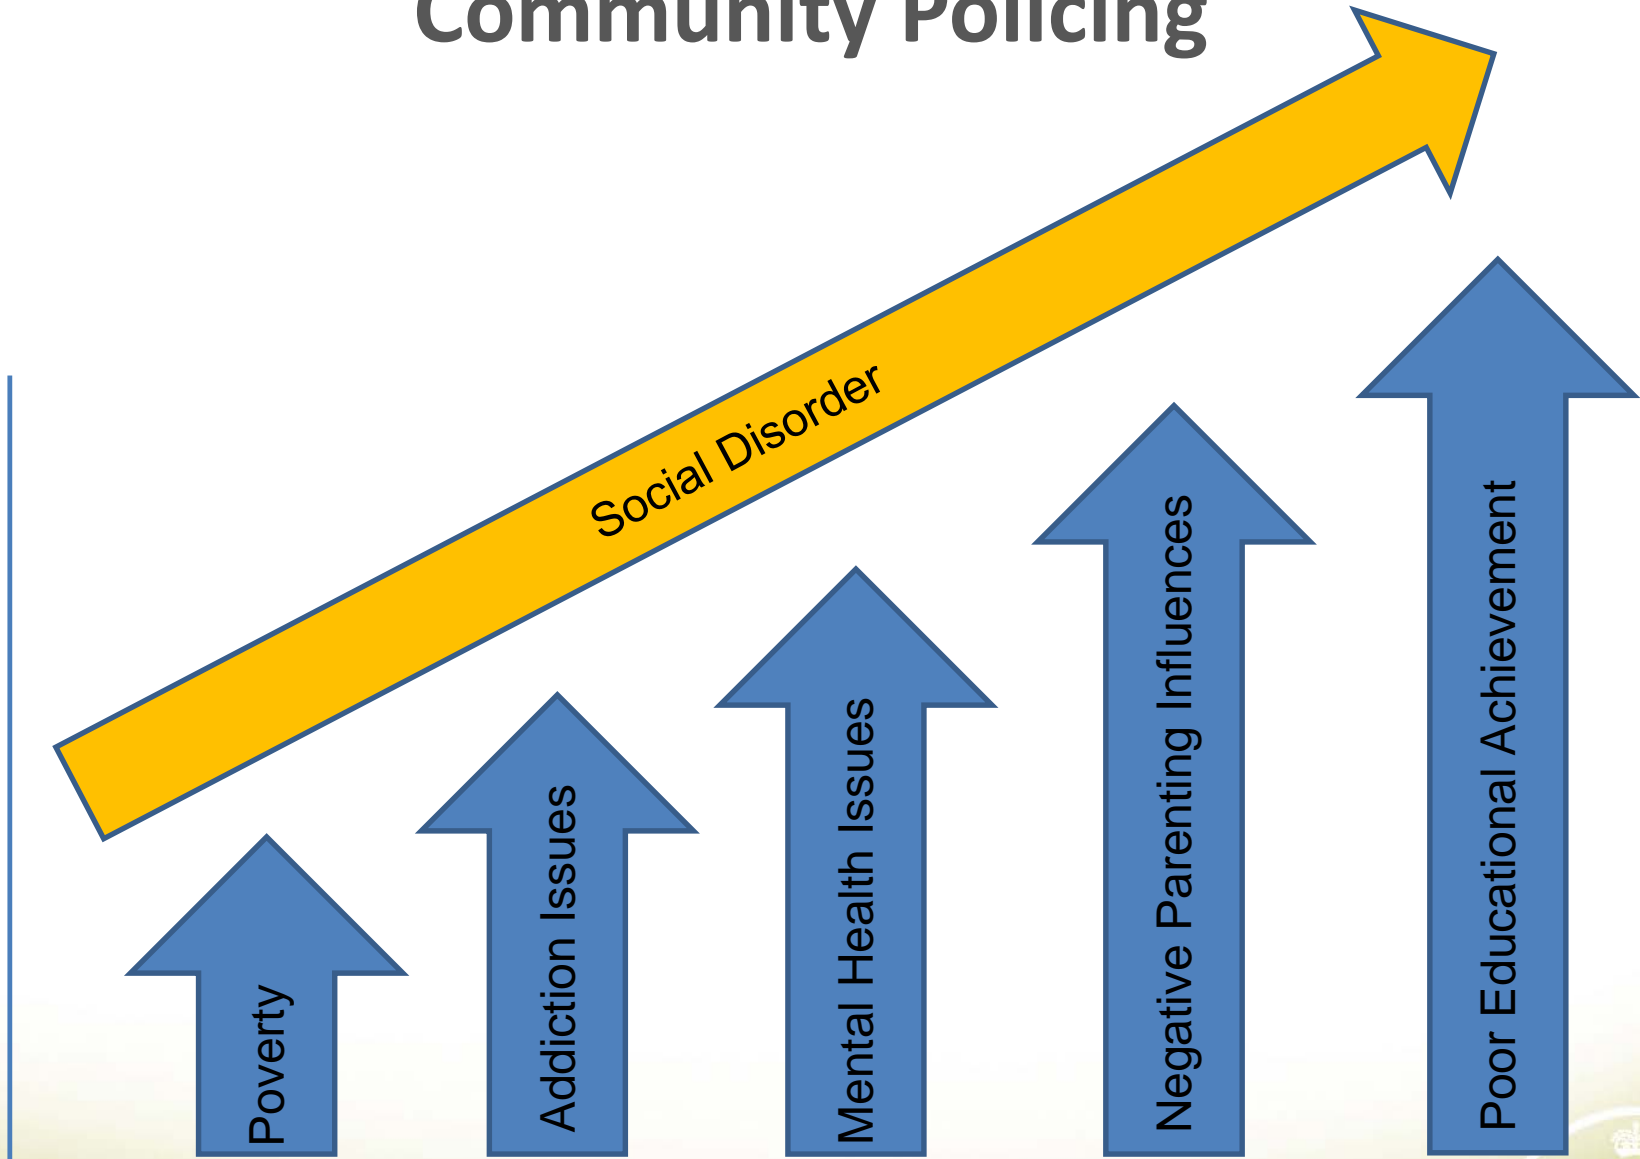 Community Policing
Social Disorder
Poverty
Addiction Issues
Mental Health Issues
Negative Parenting Influences
Poor Educational Achievement